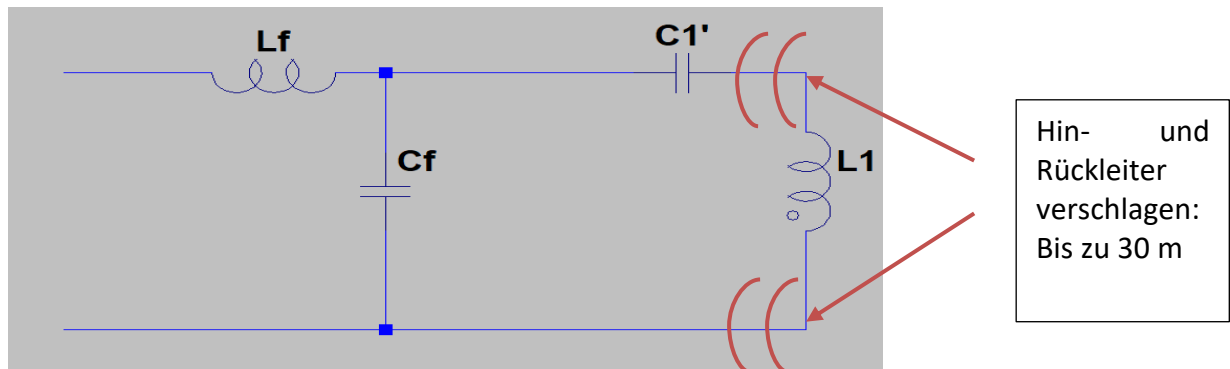 Lf
C1'
Cf
L1
Hin- und
Rückleiter
verschlagen:
Bis zu 30 m